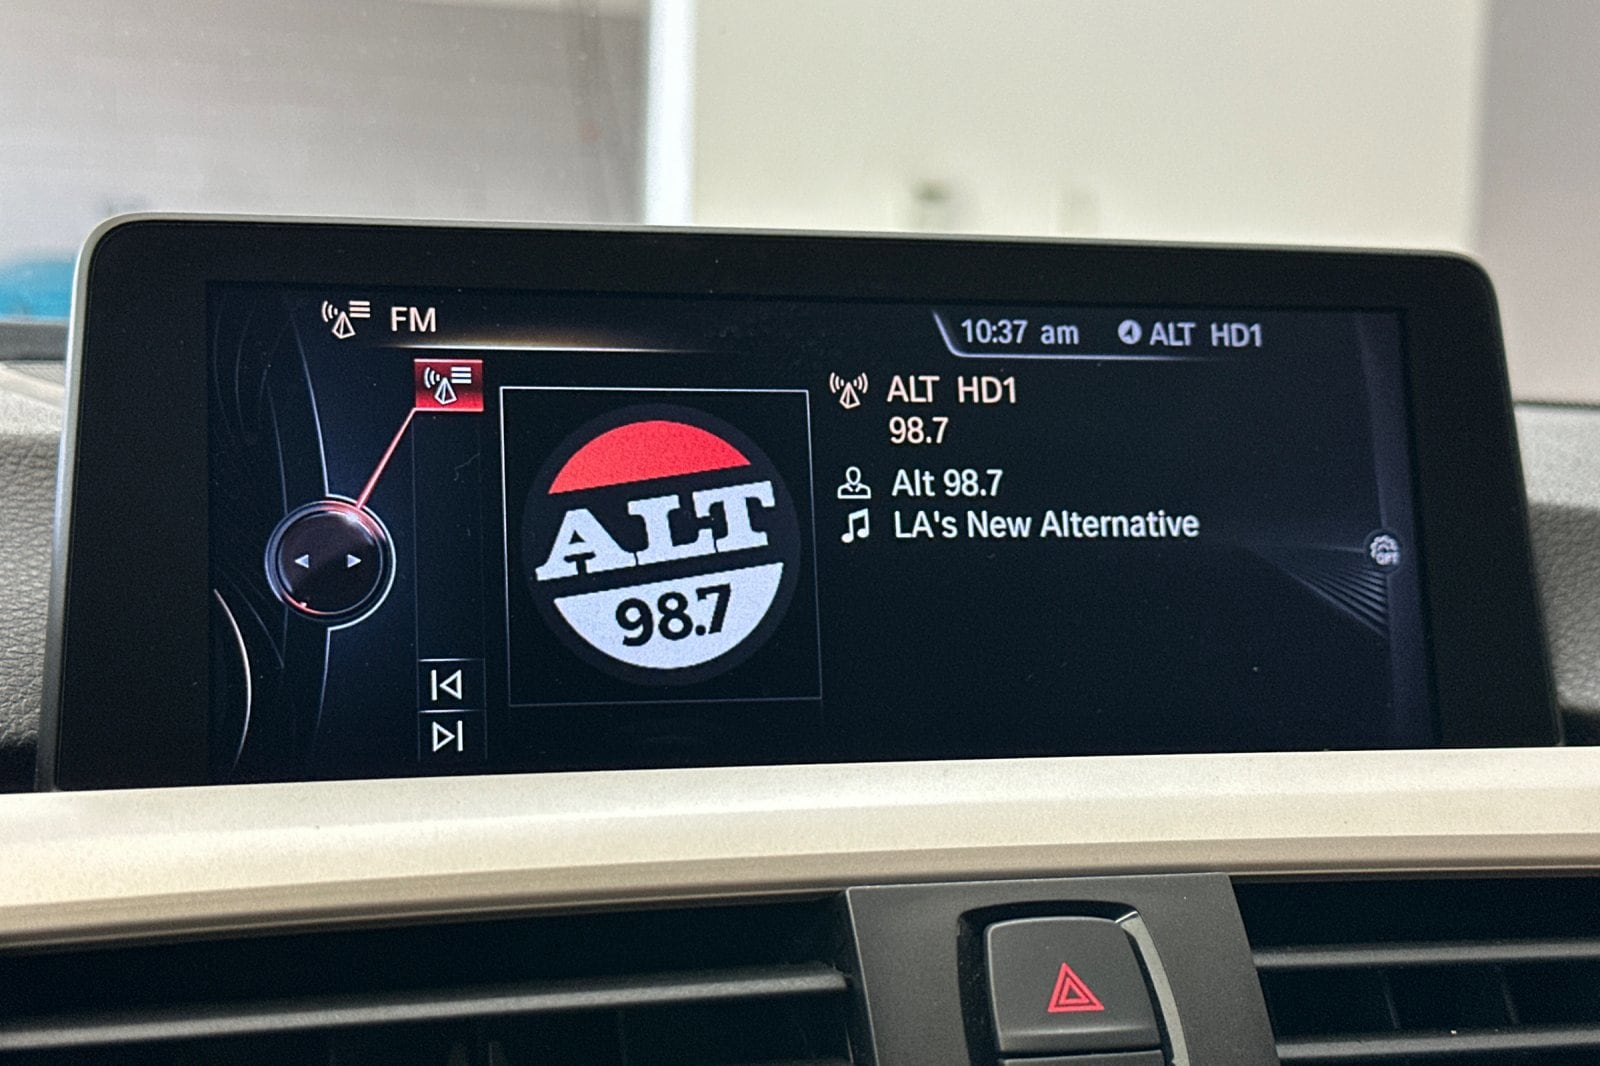 FM
10:37 am ALT HD1
ALT HD1
98.7
Alt 98.7
LA's New Alternative
ALT
98.7
OPT